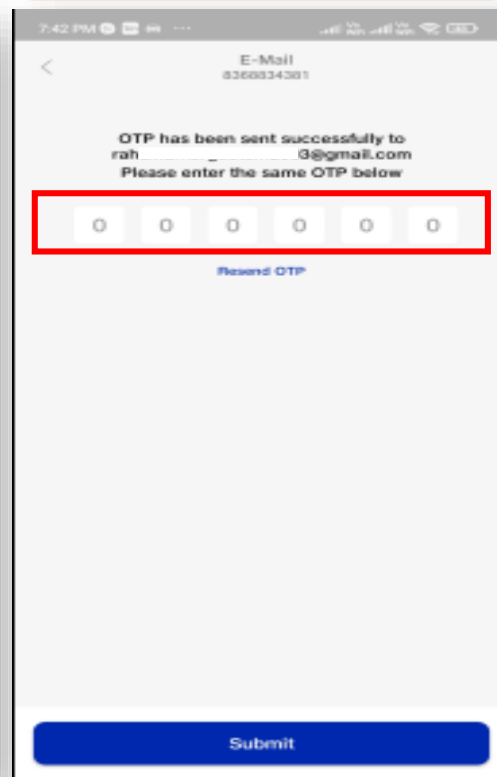 7:42 PM
E-Mail
8368834381
OTP has been sent successfully to
rah 3@gmail.com
Please enter the same OTP below
0 0 0 0 0 0
Resend OTP
Submit